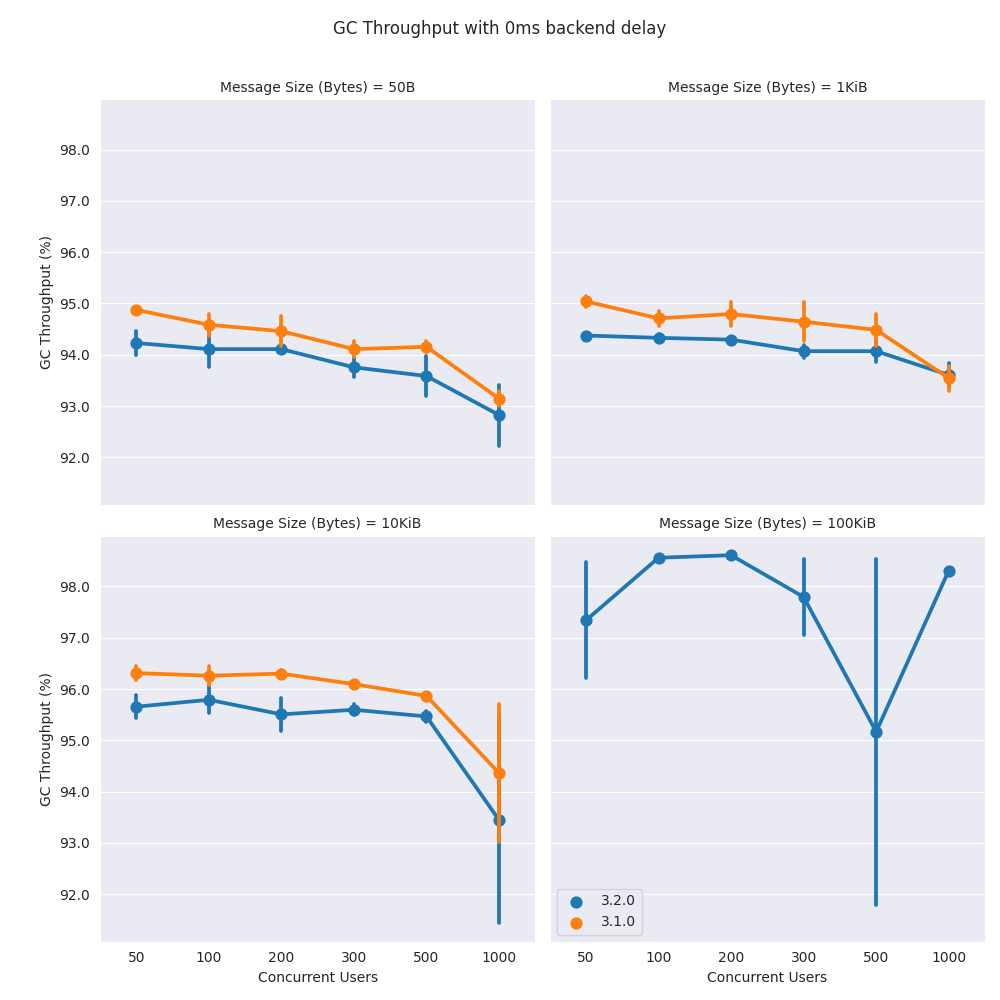 GC Throughput with 0ms backend delay
Message Size (Bytes) = 50B
Message Size (Bytes) = 1KiB
98.0
97.0
96.0
95.0
94.0
93.0
92.0
GC Throughput (%)
Message Size (Bytes) = 10KiB
Message Size (Bytes) = 100KiB
98.0
97.0
96.0
95.0
94.0
93.0
92.0
GC Throughput (%)
3.2.0
3.1.0
50 100 200 300 500 1000
50 100 200 300 500 1000
Concurrent Users
Concurrent Users